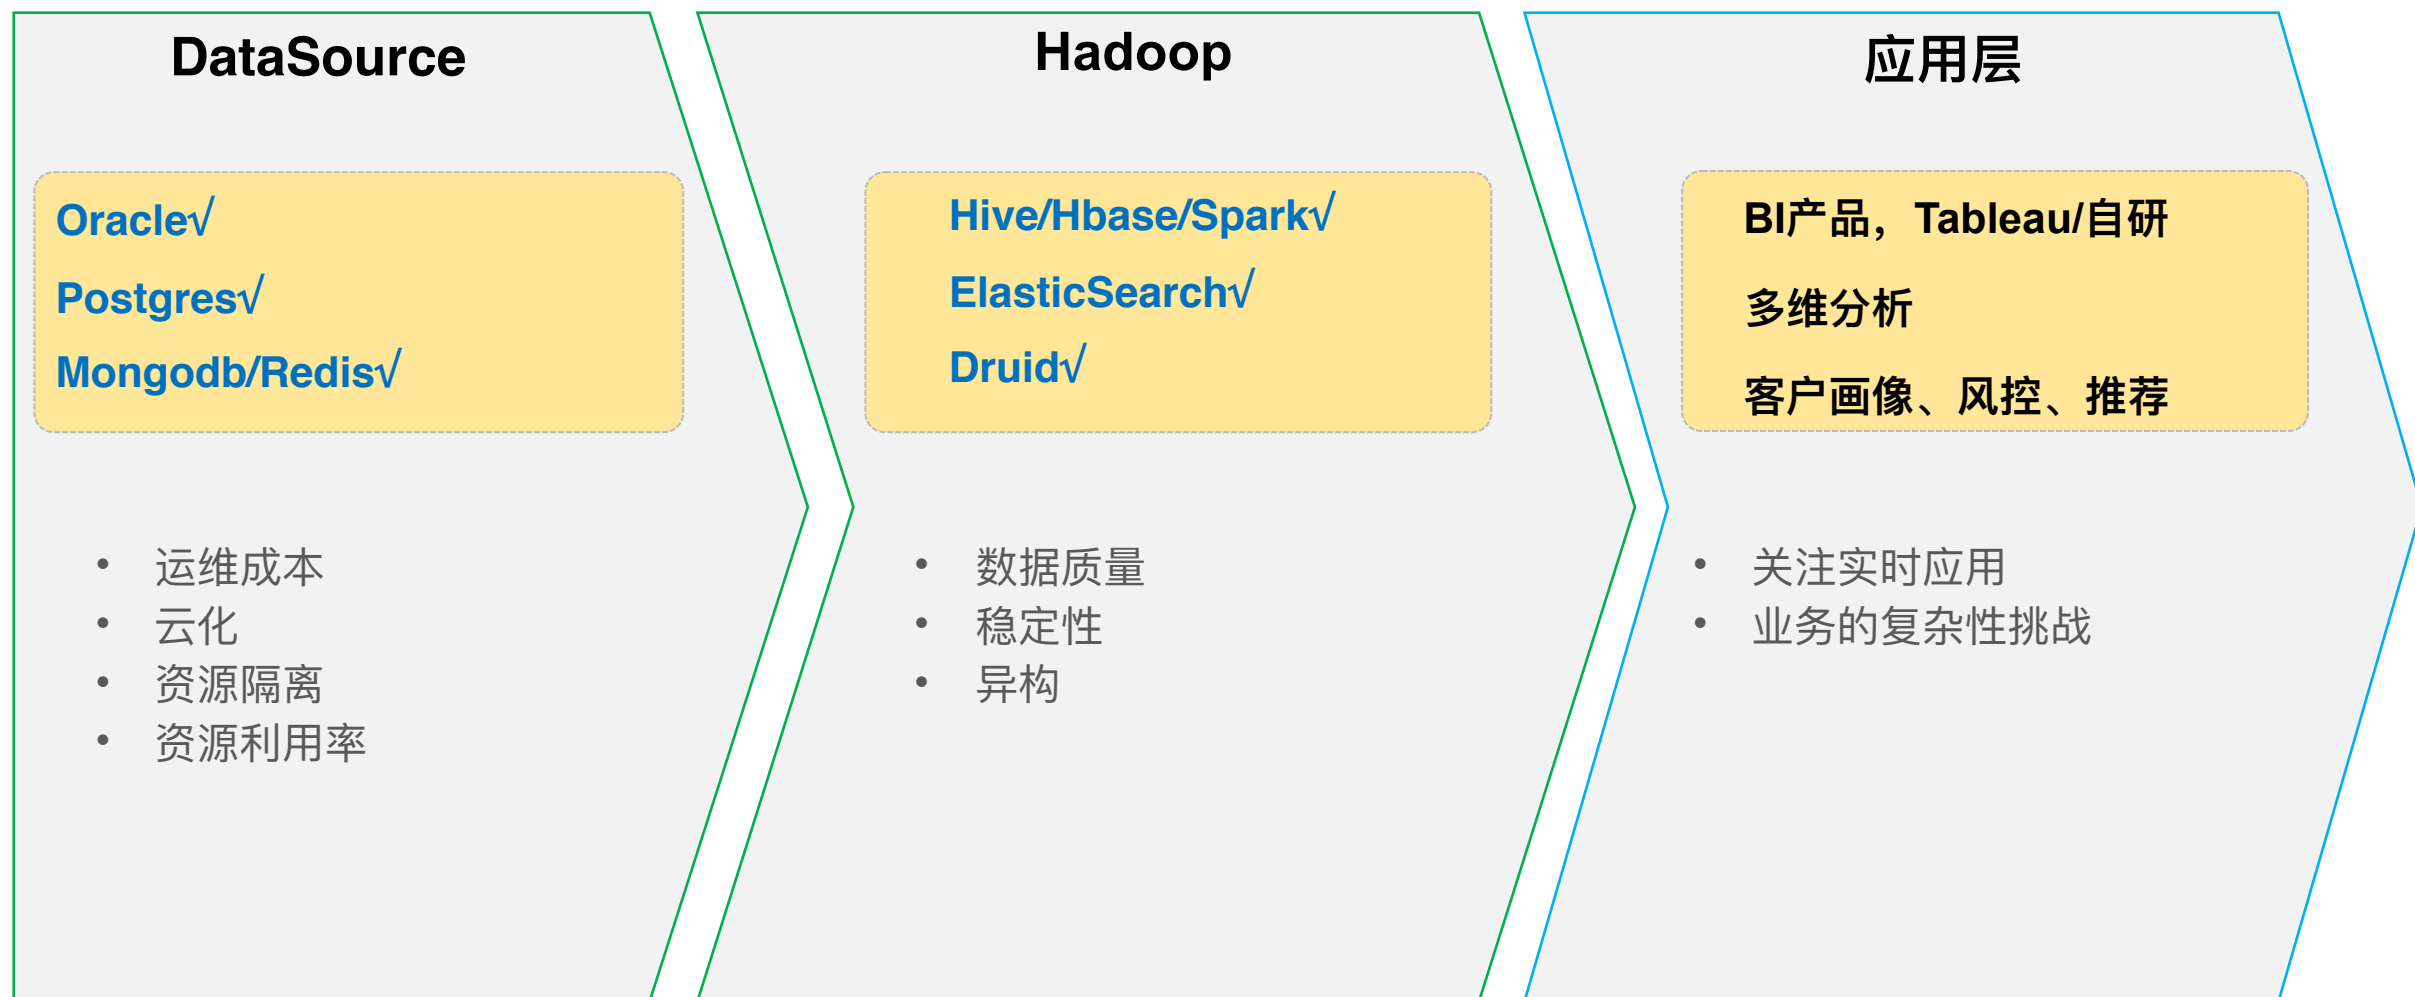 DataSource
Oracle√
Postgres√
Mongodb/Redis√
• 运维成本
• 云化
• 资源隔离
• 资源利用率
Hadoop
Hive/Hbase/Spark√
ElasticSearch√
Druid√
• 数据质量
• 稳定性
• 异构
应用层
BI产品，Tableau/自研
多维分析
客户画像、风控、推荐
• 关注实时应用
• 业务的复杂性挑战